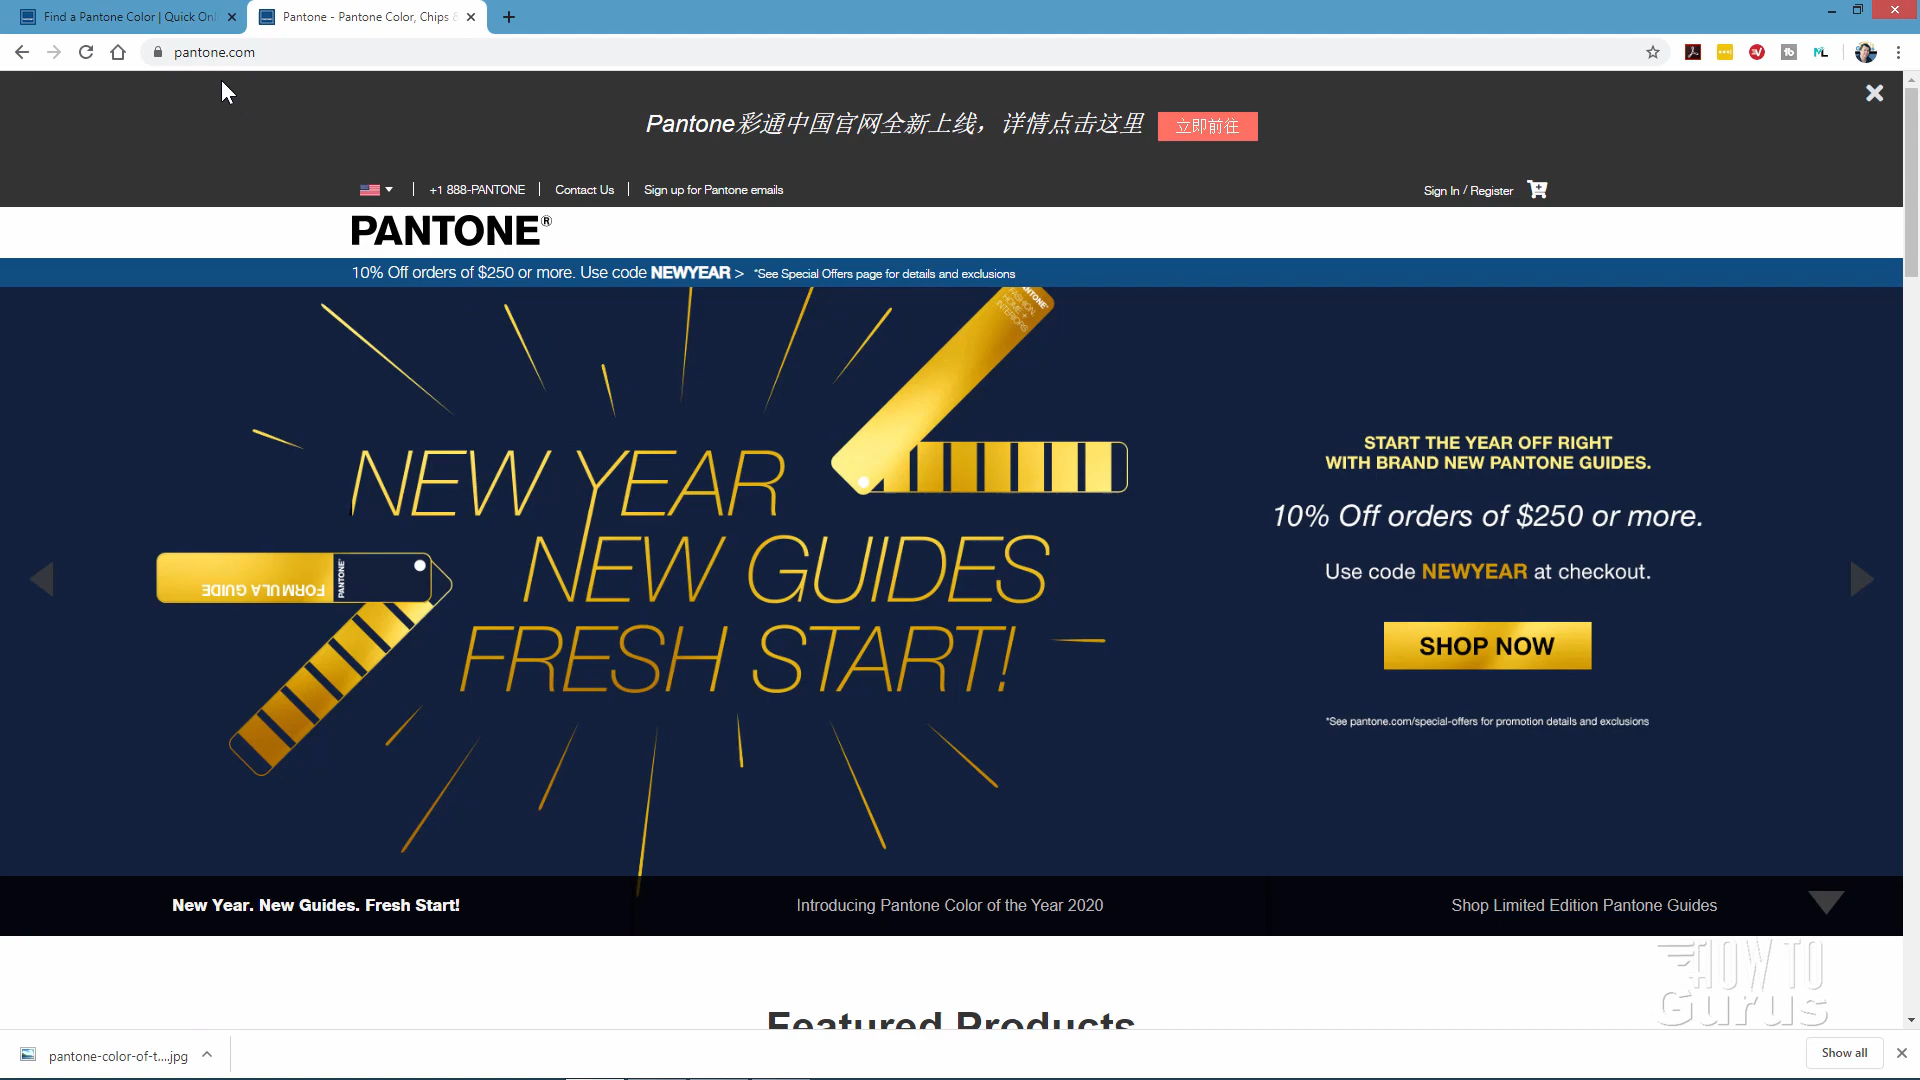 Find a Pantone Color | Quick Onl
Pantone - Pantone Color, Chips &
pantone.com
Pantone彩通中国官网全新上线，详情点击这里 立即前往
+1 888-PANTONE
Contact Us
Sign up for Pantone emails
Sign In / Register
PANTONE®
10% Off orders of $250 or more. Use code NEWYEAR > *See Special Offers page for details and exclusions
PANTONE®
FASHION, HOME + INTERIORS
NEW YEAR
NEW GUIDES
FRESH START!
FORMULA GUIDE
PANTONE®
START THE YEAR OFF RIGHT
WITH BRAND NEW PANTONE GUIDES.
10% Off orders of $250 or more.
Use code NEWYEAR at checkout.
SHOP NOW
*See pantone.com/special-offers for promotion details and exclusions
New Year. New Guides. Fresh Start!
Introducing Pantone Color of the Year 2020
Shop Limited Edition Pantone Guides
Featured Products
HOW TO
Gurus
pantone-color-of-t....jpg
Show all